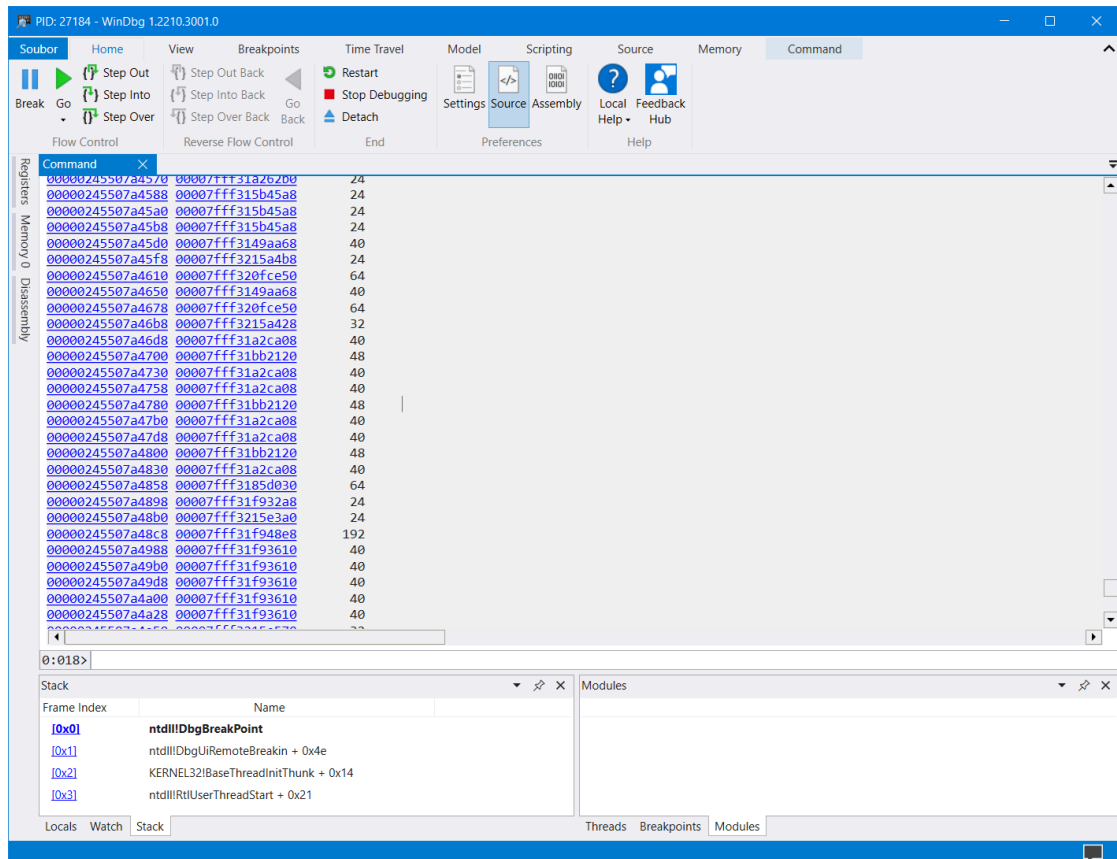 PID: 27184 - WinDbg 1.2210.3001.0
Soubor Home View Breakpoints Time Travel Model Scripting Source Memory Command
Step Out Step Out Back Restart
Step Into Step Into Back Stop Debugging
Step Over Step Over Back Detach
Break Go Go Back Settings Source Assembly Local Help Feedback Hub
Flow Control Reverse Flow Control End Preferences Help
Registers
Memory 0
Disassembly
Command
00000245507a4570 00007fff31a262b0 24
00000245507a4588 00007fff315b45a8 24
00000245507a45a0 00007fff315b45a8 24
00000245507a45b8 00007fff315b45a8 24
00000245507a45d0 00007fff3149aa68 40
00000245507a45f8 00007fff3215a4b8 24
00000245507a4610 00007fff320fce50 64
00000245507a4650 00007fff3149aa68 40
00000245507a4678 00007fff320fce50 64
00000245507a46b8 00007fff3215a428 32
00000245507a46d8 00007fff31a2ca08 40
00000245507a4700 00007fff31bb2120 48
00000245507a4730 00007fff31a2ca08 40
00000245507a4758 00007fff31a2ca08 40
00000245507a4780 00007fff31bb2120 48
00000245507a47b0 00007fff31a2ca08 40
00000245507a47d8 00007fff31a2ca08 40
00000245507a4800 00007fff31bb2120 48
00000245507a4830 00007fff31a2ca08 40
00000245507a4858 00007fff3185d030 64
00000245507a4898 00007fff31f932a8 24
00000245507a48b0 00007fff3215e3a0 24
00000245507a48c8 00007fff31f948e8 192
00000245507a4988 00007fff31f93610 40
00000245507a49b0 00007fff31f93610 40
00000245507a49d8 00007fff31f93610 40
00000245507a4a00 00007fff31f93610 40
00000245507a4a28 00007fff31f93610 40
0:018>
Stack
Frame Index Name
[0x0] ntdll!DbgBreakPoint
[0x1] ntdll!DbgUiRemoteBreakin + 0x4e
[0x2] KERNEL32!BaseThreadInitThunk + 0x14
[0x3] ntdll!RtlUserThreadStart + 0x21
Locals Watch Stack
Modules
Threads Breakpoints Modules